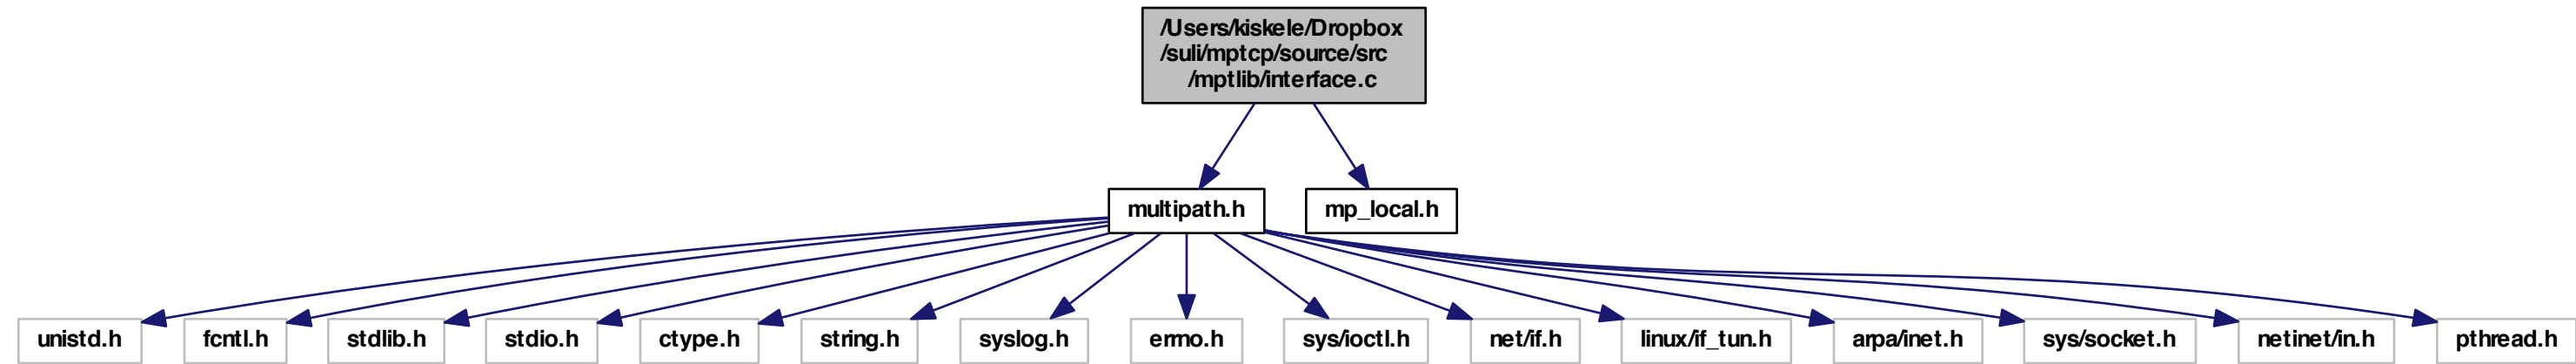 /Users/kiskele/Dropbox
/suli/mptcp/source/src
/mptlib/interface.c
multipath.h
mp_local.h
unistd.h
fcntl.h
stdlib.h
stdio.h
ctype.h
string.h
syslog.h
errno.h
sys/ioctl.h
net/if.h
linux/if_tun.h
arpa/inet.h
sys/socket.h
netinet/in.h
pthread.h